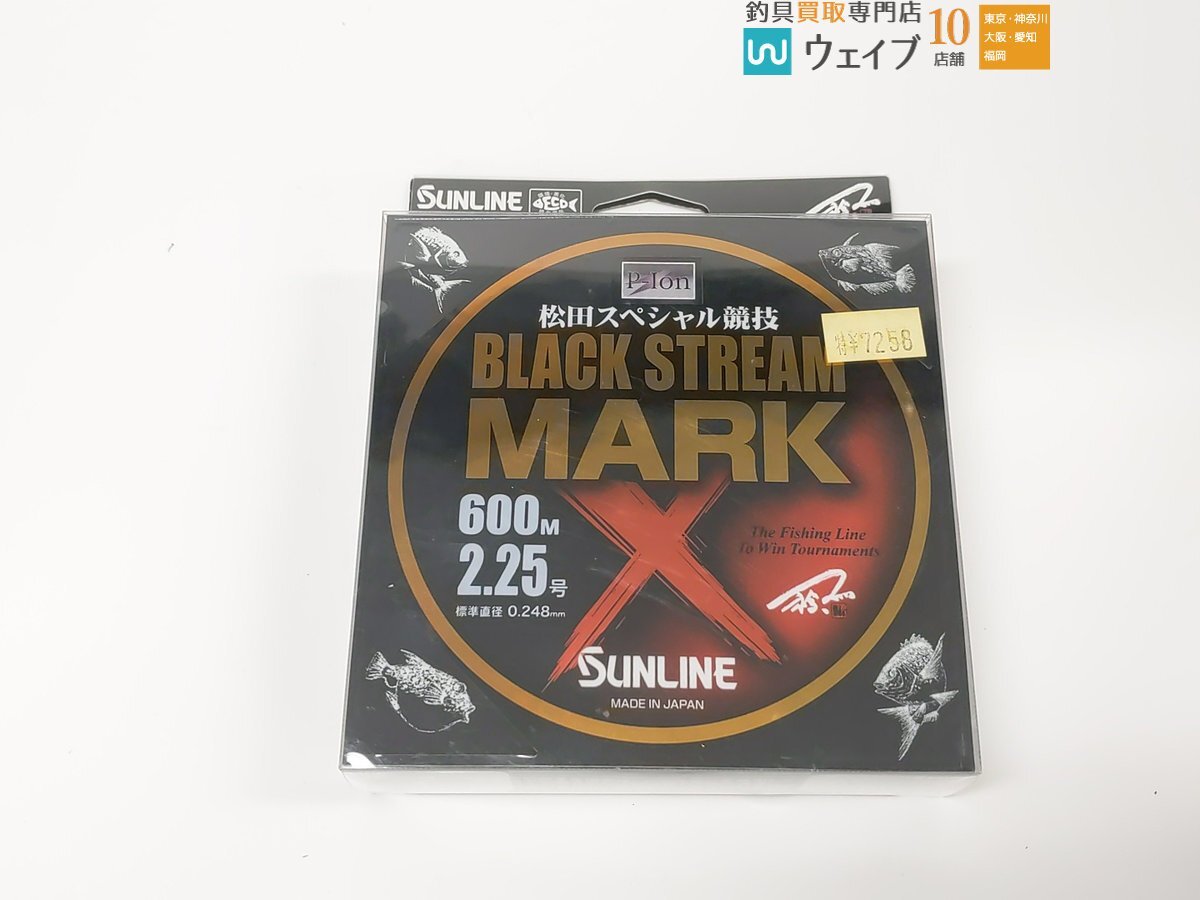 釣具買取専門店
ウェイブ
10
店舗
東京・神奈川
大阪・愛知
福岡
SUNLINE
ECO
P-Ion
松田スペシャル競技
BLACK STREAM
特¥7258
MARK
X
600M
2.25号
標準直径 0.248mm
The Fishing Line
To Win Tournaments
SUNLINE
MADE IN JAPAN